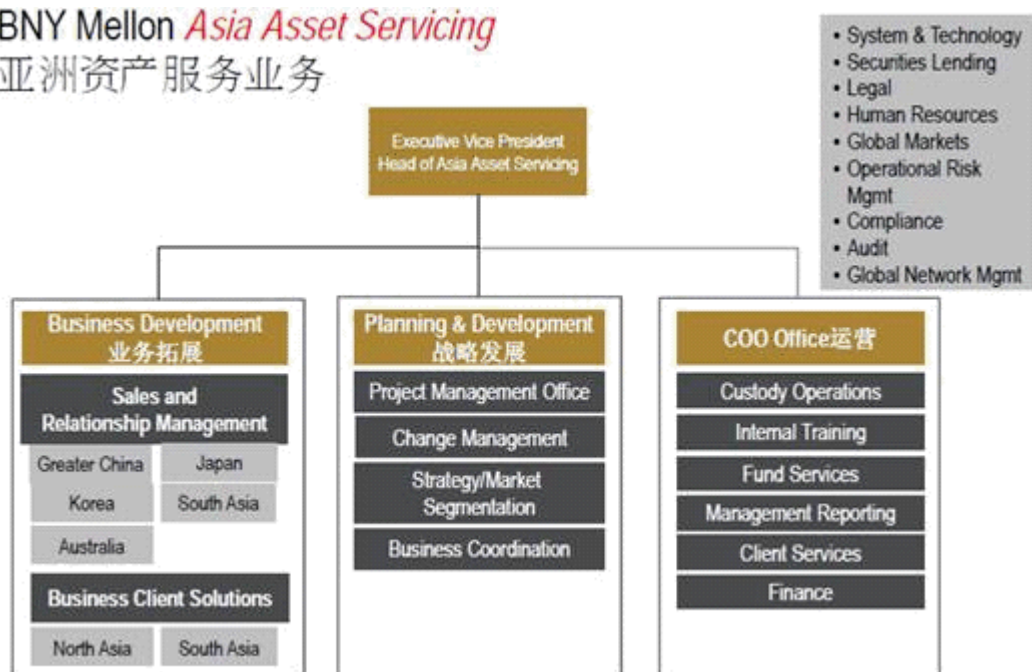 BNY Mellon Asia Asset Servicing
亚洲资产服务业务
• System & Technology
• Securities Lending
• Legal
• Human Resources
• Global Markets
• Operational Risk
Mgmt
• Compliance
• Audit
• Global Network Mgmt
Executive Vice President
Head of Asia Asset Servicing
Business Development
业务拓展
Sales and
Relationship Management
Greater China
Japan
Korea
South Asia
Australia
Business Client Solutions
North Asia
South Asia
Planning & Development
战略发展
Project Management Office
Change Management
Strategy/Market
Segmentation
Business Coordination
COO Office运营
Custody Operations
Internal Training
Fund Services
Management Reporting
Client Services
Finance